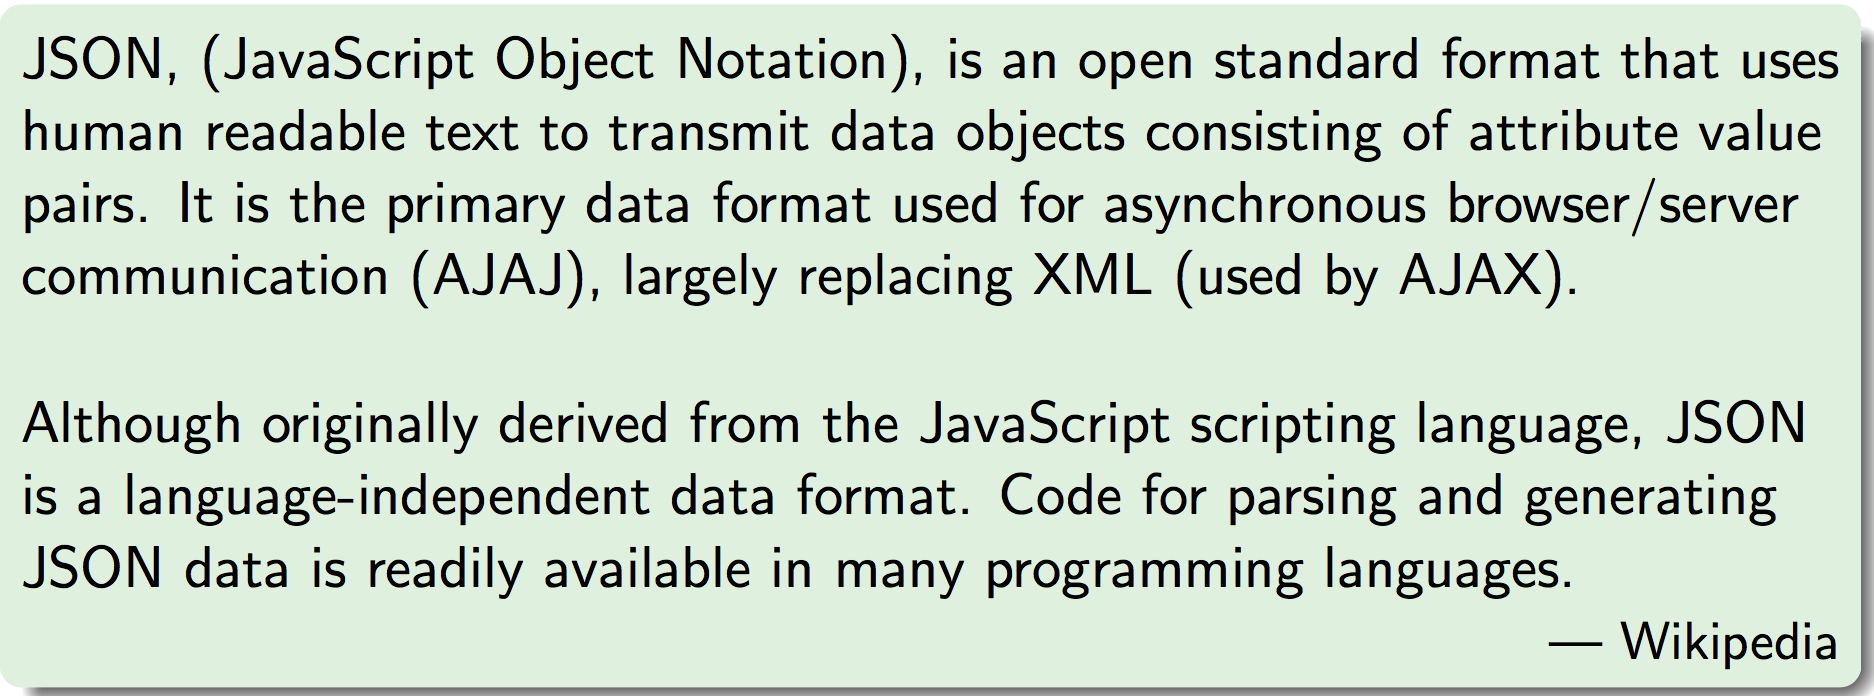 JSON, (JavaScript Object Notation), is an open standard format that uses
human readable text to transmit data objects consisting of attribute value
pairs. It is the primary data format used for asynchronous browser/server
communication (AJAJ), largely replacing XML (used by AJAX).
Although originally derived from the JavaScript scripting language, JSON
is a language-independent data format. Code for parsing and generating
JSON data is readily available in many programming languages.
— Wikipedia